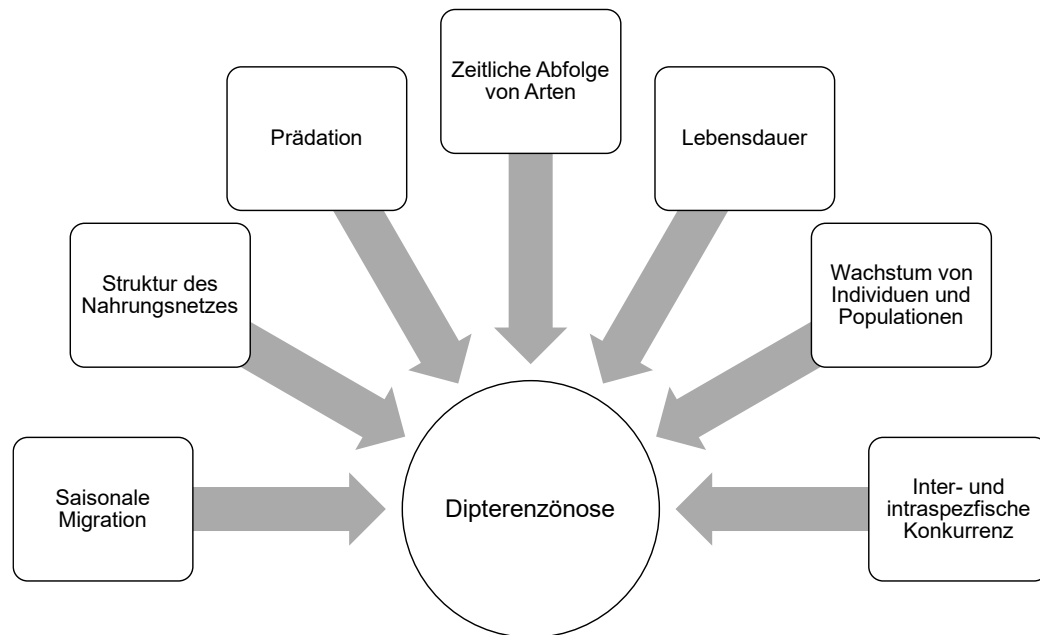 Zeitliche Abfolge
von Arten
Prädation
Lebensdauer
Struktur des
Nahrungsnetzes
Wachstum von
Individuen und
Populationen
Saisonale
Migration
Dipterenzönose
Inter- und
intraspezfische
Konkurrenz